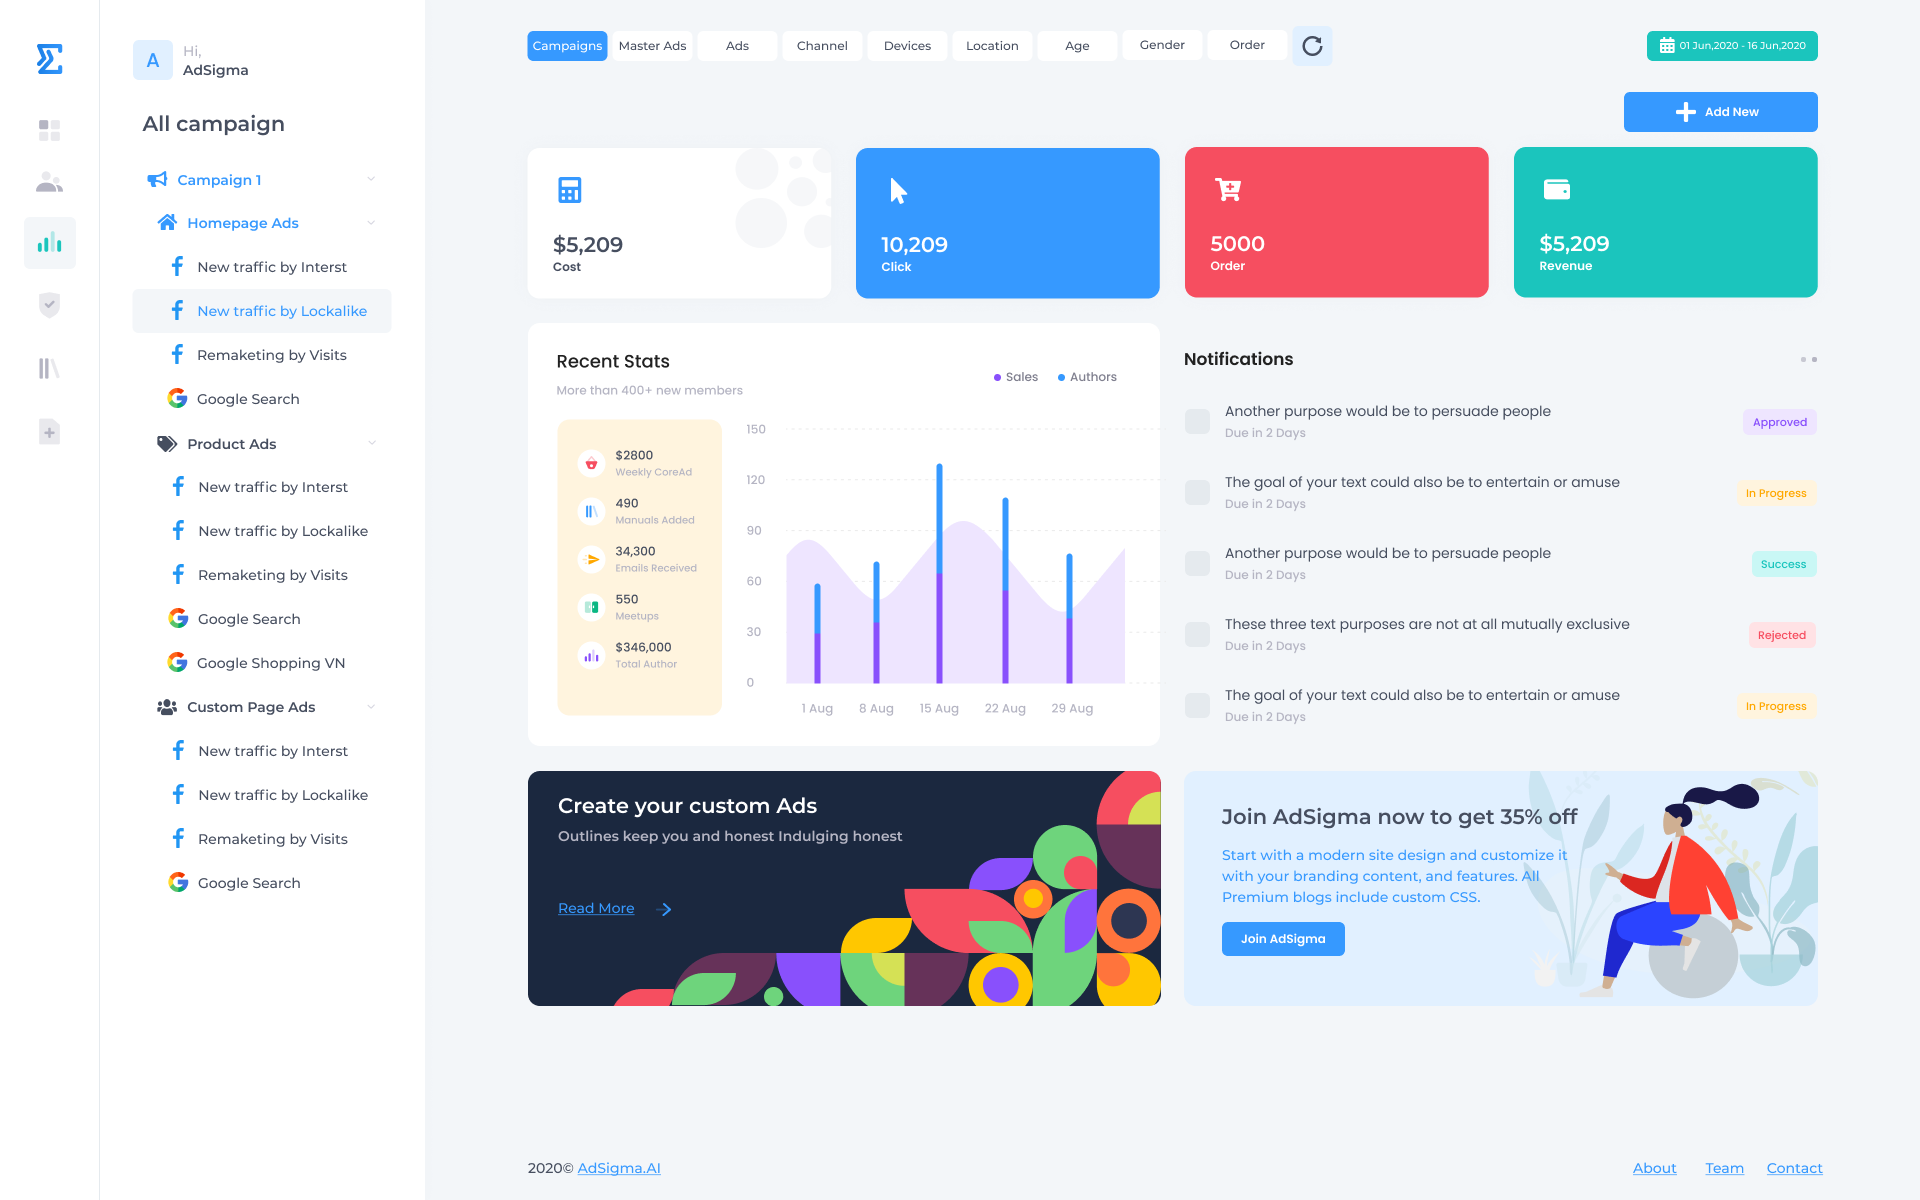 A
Hi,
AdSigma
All campaign
Campaign 1
Homepage Ads
New traffic by Interst
New traffic by Lockalike
Remaketing by Visits
Google Search
Product Ads
New traffic by Interst
New traffic by Lockalike
Remaketing by Visits
Google Search
Google Shopping VN
Custom Page Ads
New traffic by Interst
New traffic by Lockalike
Remaketing by Visits
Google Search
Campaigns
Master Ads
Ads
Channel
Devices
Location
Age
Gender
Order
01 Jun,2020 - 16 Jun,2020
Add New
$5,209
Cost
10,209
Click
5000
Order
$5,209
Revenue
Recent Stats
More than 400+ new members
Sales
Authors
$2800
Weekly CoreAd
490
Manuals Added
34,300
Emails Received
550
Meetups
$346,000
Total Author
150
120
90
60
30
0
1 Aug
8 Aug
15 Aug
22 Aug
29 Aug
Notifications
Another purpose would be to persuade people
Due in 2 Days
Approved
The goal of your text could also be to entertain or amuse
Due in 2 Days
In Progress
Another purpose would be to persuade people
Due in 2 Days
Success
These three text purposes are not at all mutually exclusive
Due in 2 Days
Rejected
The goal of your text could also be to entertain or amuse
Due in 2 Days
In Progress
Create your custom Ads
Outlines keep you and honest Indulging honest
Read More
Join AdSigma now to get 35% off
Start with a modern site design and customize it
with your branding content, and features. All
Premium blogs include custom CSS.
Join AdSigma
2020© AdSigma.AI
About
Team
Contact